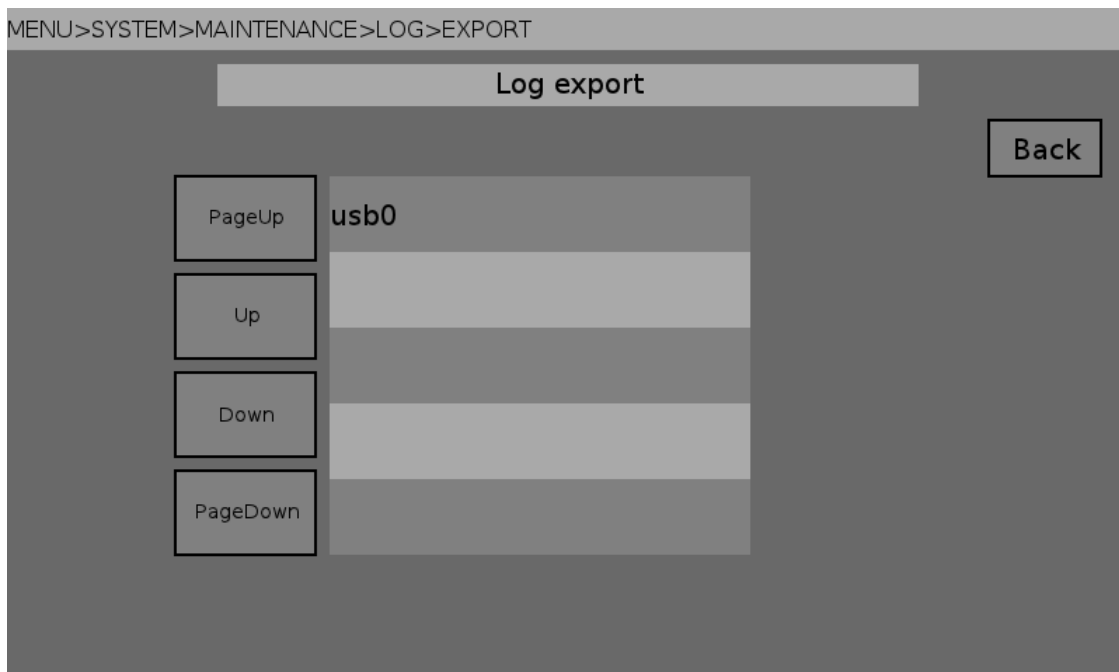 MENU>SYSTEM>MAINTENANCE>LOG>EXPORT
Log export
Back
PageUp
usb0
Up
Down
PageDown